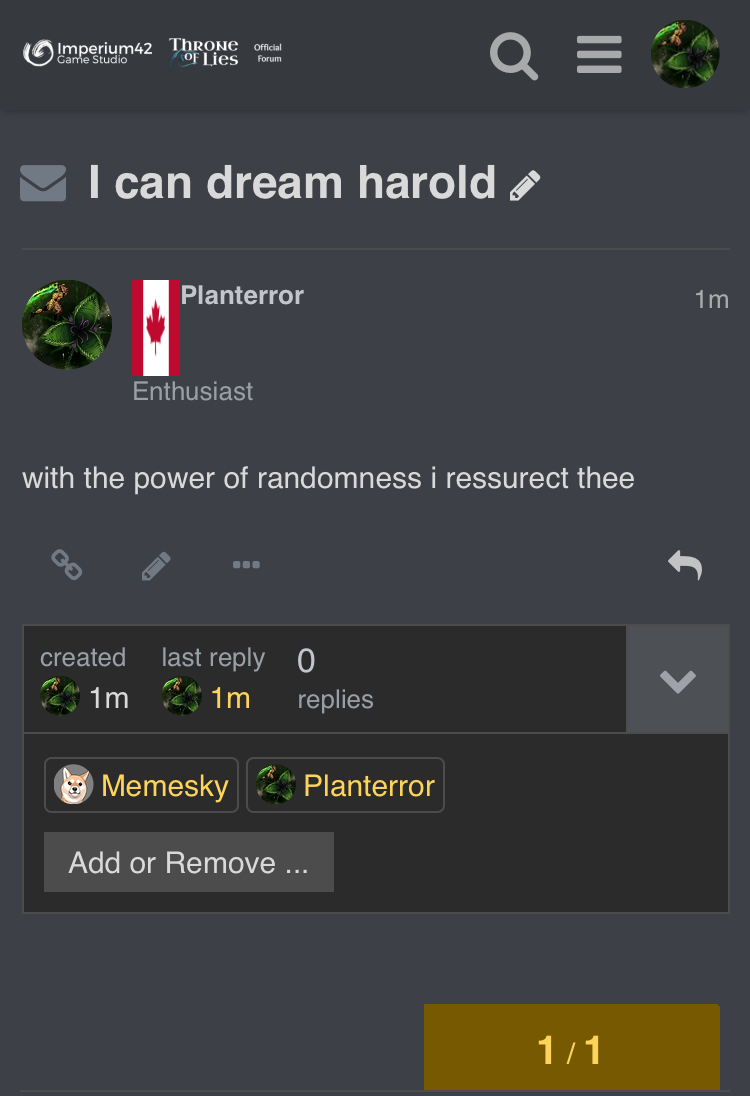 Imperium42
Game Studio
THRONE
OF LIES
Official
Forum
I can dream harold
Planterror
1m
Enthusiast
with the power of randomness i ressurect thee
created
last reply
0
1m
1m
replies
Memesky
Planterror
Add or Remove ...
1 / 1